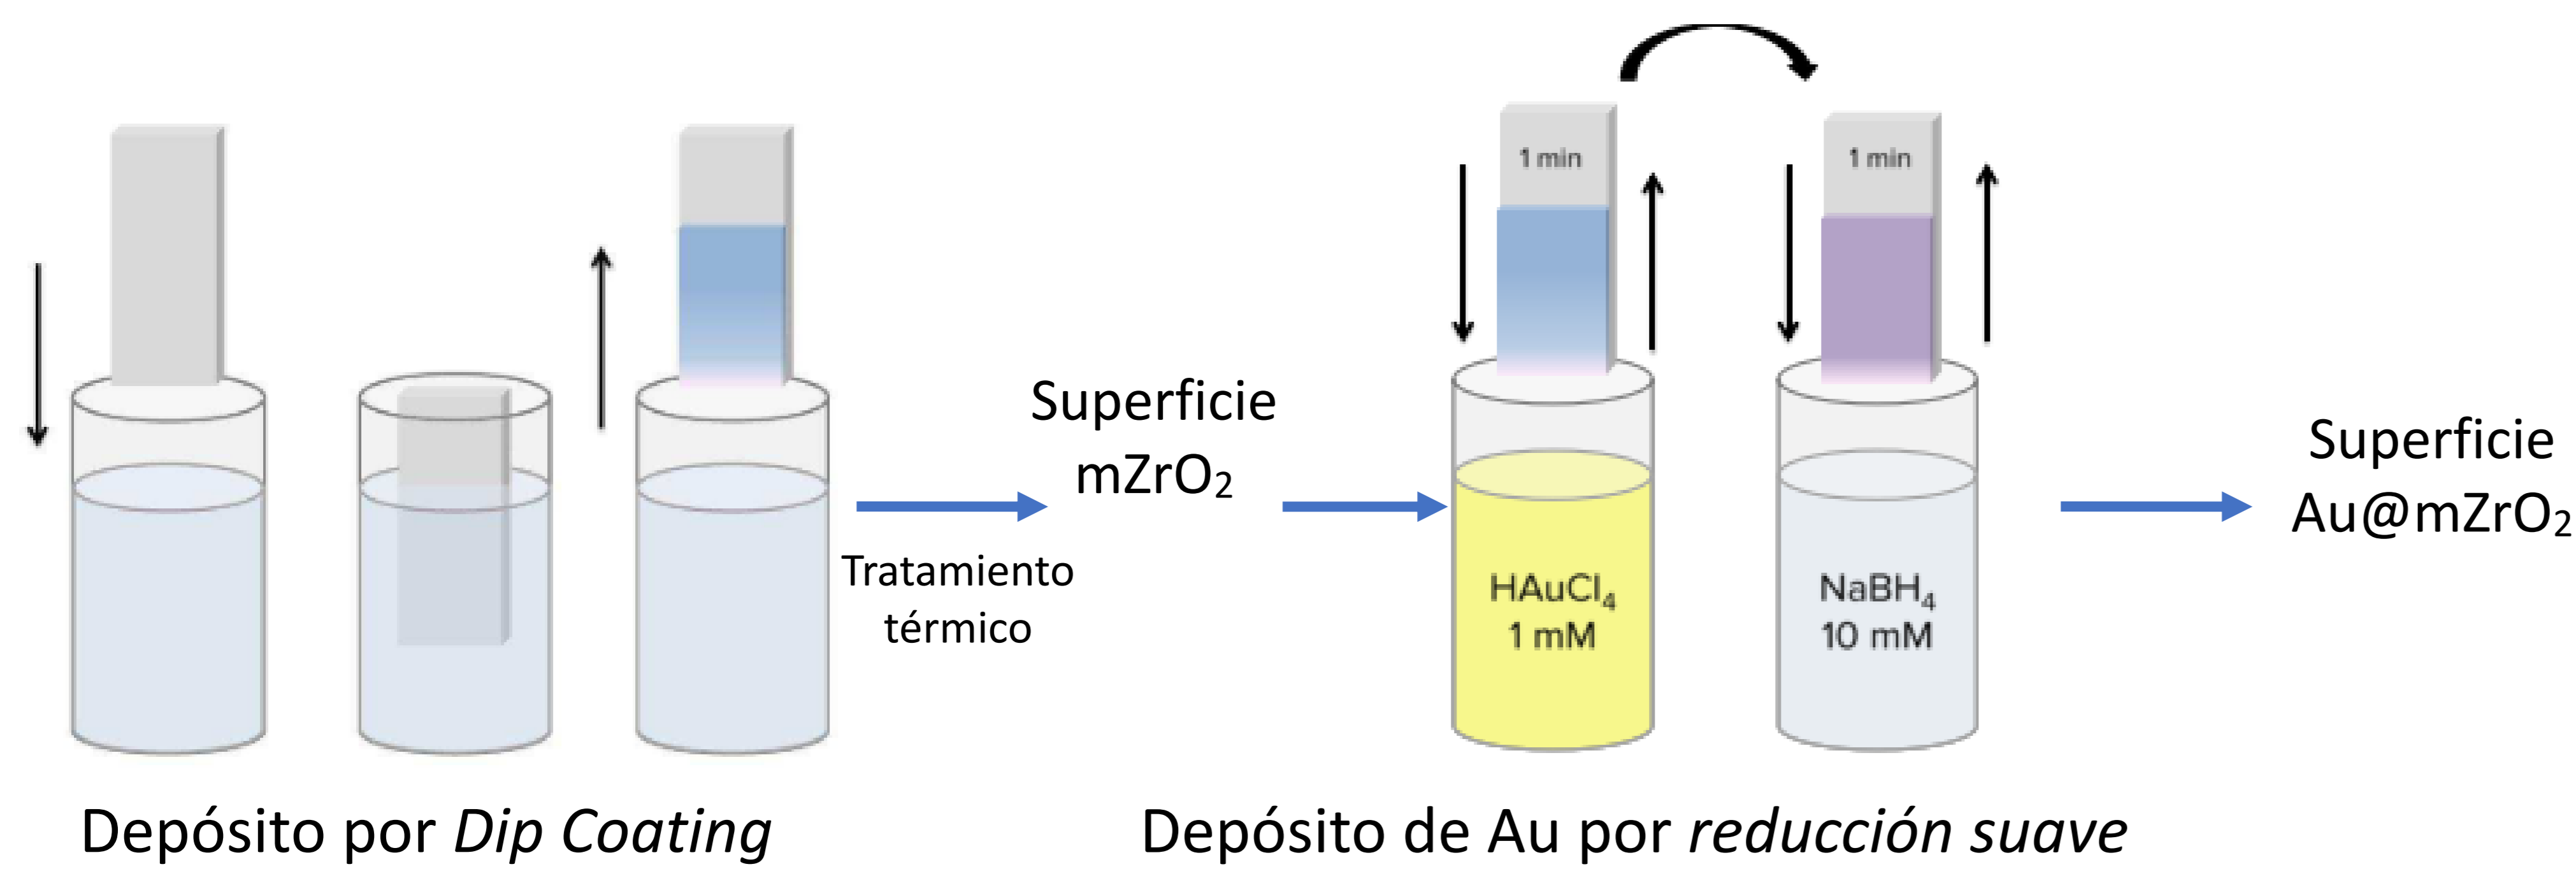 1 min
1 min
Superficie
mZrO₂
Superficie
Au@mZrO₂
Tratamiento
térmico
HAuCl₄
1 mM
NaBH₄
10 mM
Depósito por Dip Coating
Depósito de Au por reducción suave